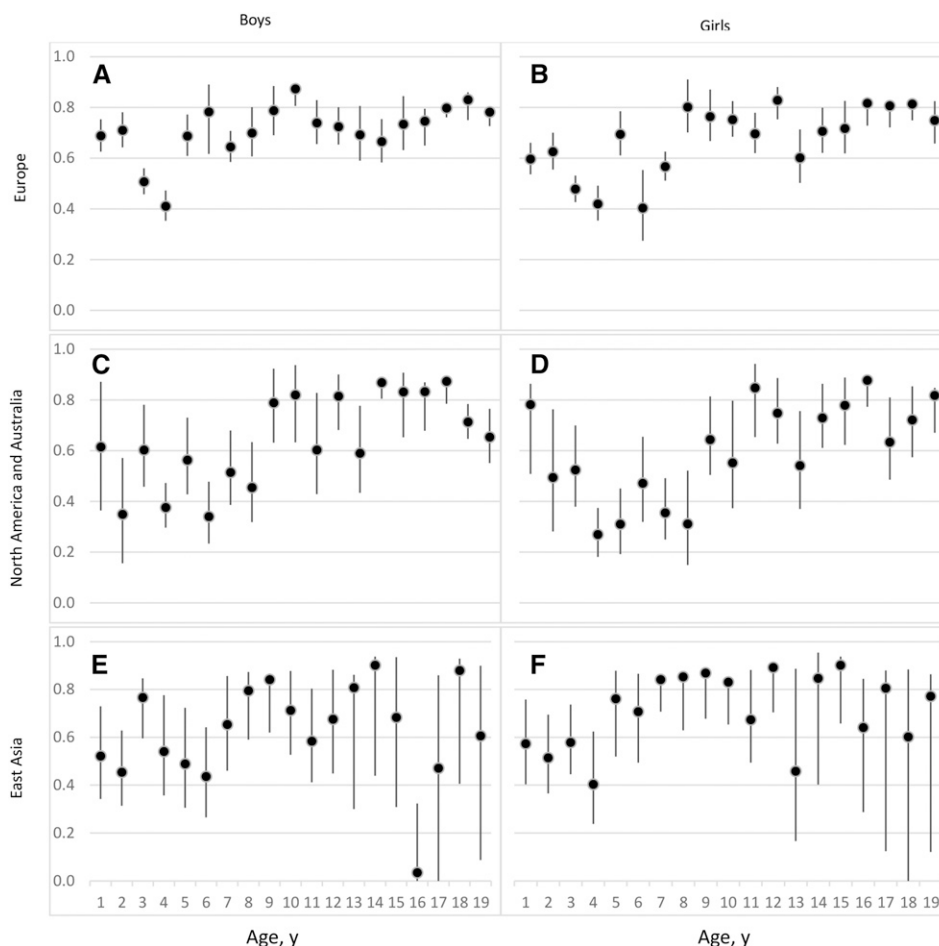 Boys
Girls
A
B
1.0
0.8
0.6
0.4
0.2
0.0
Europe
C
D
1.0
0.8
0.6
0.4
0.2
0.0
North America and Australia
E
F
1.0
0.8
0.6
0.4
0.2
0.0
East Asia
1 2 3 4 5 6 7 8 9 10 11 12 13 14 15 16 17 18 19
1 2 3 4 5 6 7 8 9 10 11 12 13 14 15 16 17 18 19
Age, y
Age, y